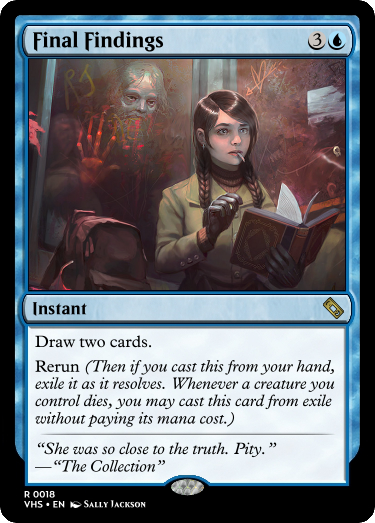 Final Findings 3
Instant
Draw two cards.
Rerun (Then if you cast this from your hand,
exile it as it resolves. Whenever a creature you
control dies, you may cast this card from exile
without paying its mana cost.)
“She was so close to the truth. Pity.”
—“The Collection”
R 0018
VHS • EN Sally Jackson